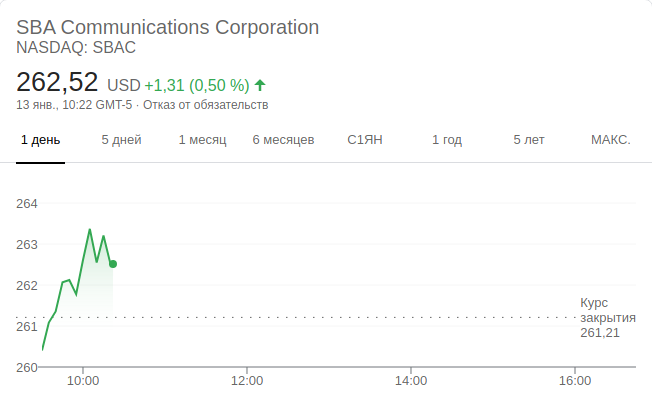 SBA Communications Corporation
NASDAQ: SBAC
262,52 USD +1,31 (0,50 %)
13 янв., 10:22 GMT-5 · Отказ от обязательств
1 день 5 дней 1 месяц 6 месяцев С1ЯН 1 год 5 лет МАКС.
264
263
262
261
260
Курс
закрытия
261,21
10:00 12:00 14:00 16:00